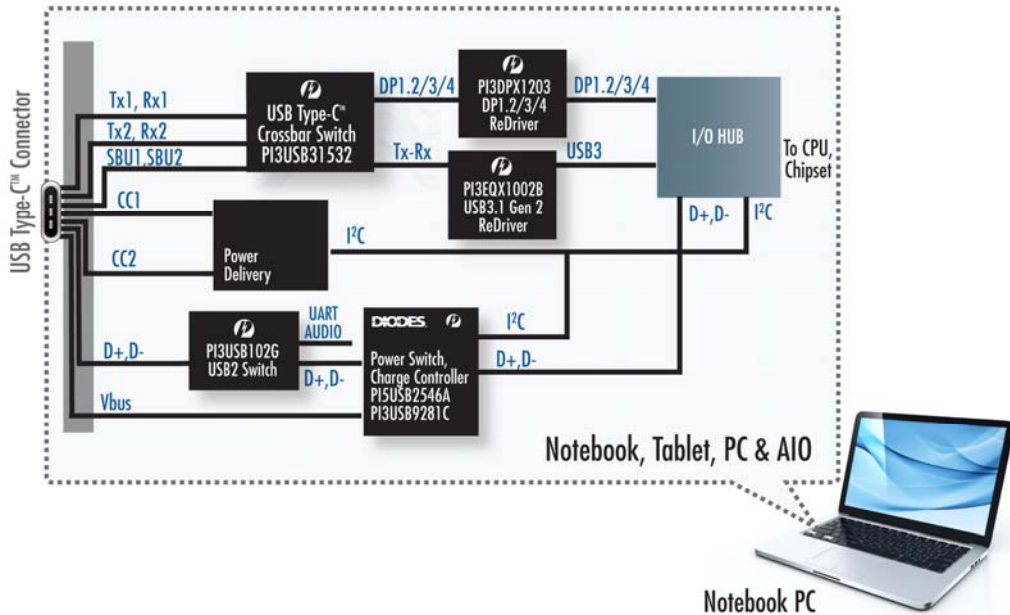 USB Type-C™ Connector
Tx1, Rx1
Tx2, Rx2
SBU1.SBU2
CC1
CC2
D+,D-
Vbus
USB Type-C™
Crossbar Switch
PI3USB31532
DP1.2/3/4
Tx-Rx
PI3DPX1203
DP1.2/3/4
ReDriver
DP1.2/3/4
PI3EQX1002B
USB3.1 Gen 2
ReDriver
USB3
I/O HUB
To CPU,
Chipset
D+,D-
I²C
Power
Delivery
I²C
PI3USB102G
USB2 Switch
UART
AUDIO
D+,D-
DIODES.
Power Switch,
Charge Controller
PI5USB2546A
PI3USB9281C
I²C
D+,D-
Notebook, Tablet, PC & AIO
Notebook PC